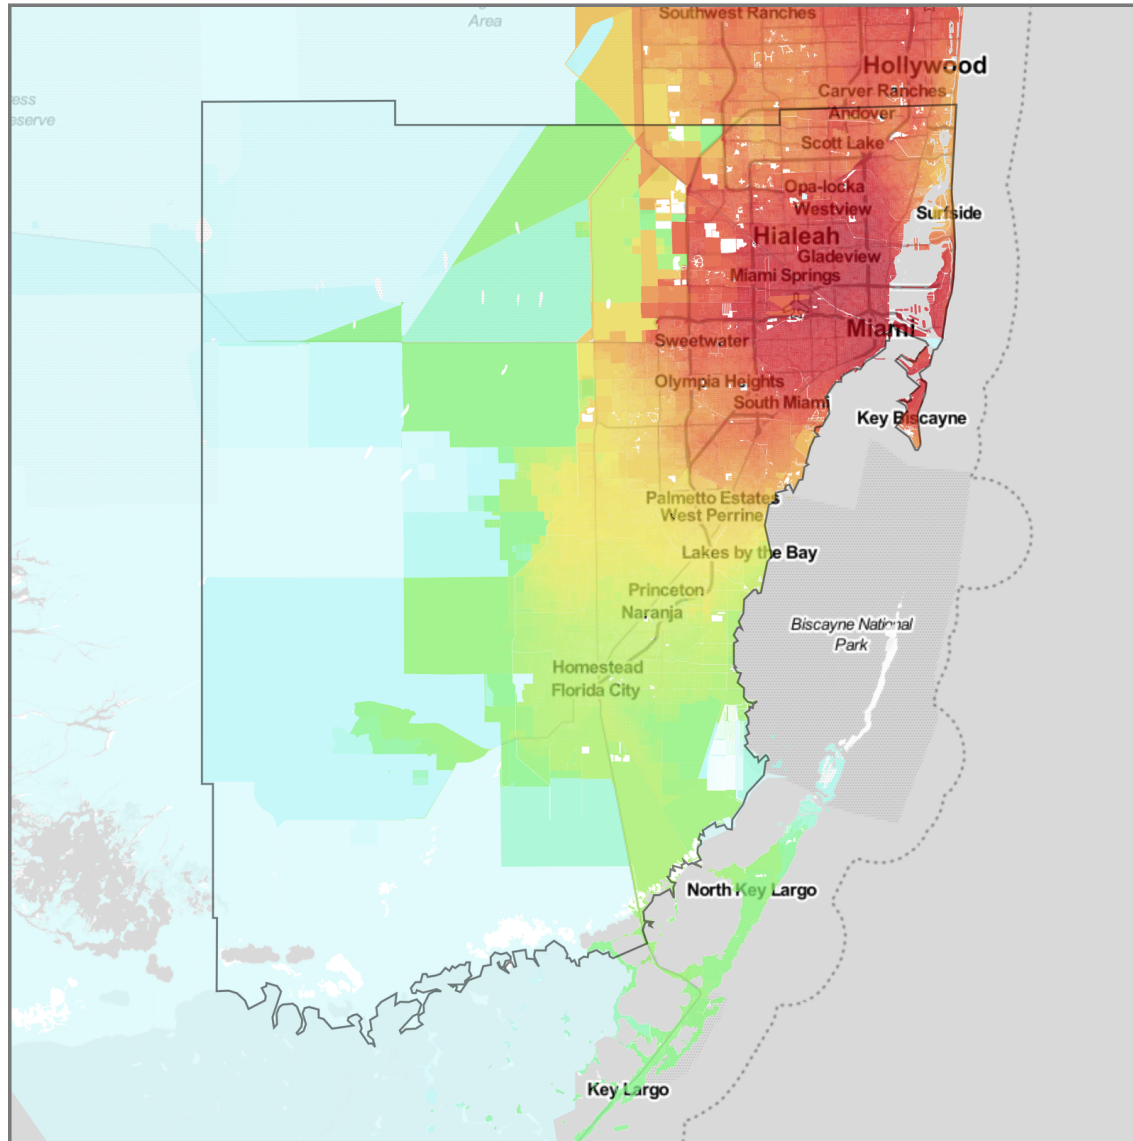 Area
Southwest Ranches
Hollywood
Carver Ranches
ess
Andover
eserve
Scott Lake
Opa-locka
Westview
Surfside
Hialeah
Gladeview
Miami Springs
Miami
Sweetwater
Olympia Heights
South Miami
Key Biscayne
Palmetto Estates
West Perrine
Lakes by the Bay
Princeton
Naranja
Biscayne National
Park
Homestead
Florida City
North Key Largo
Key Largo